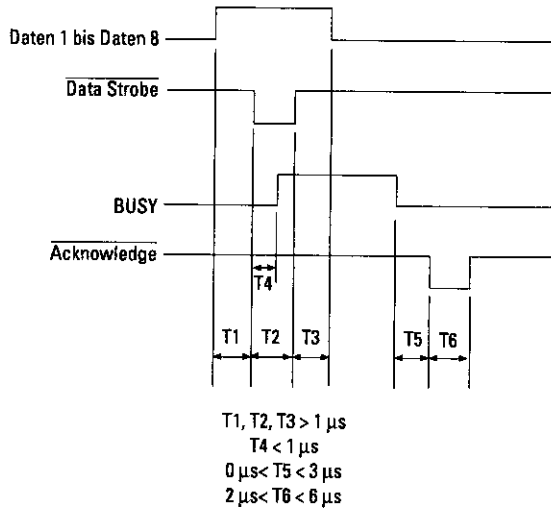 Daten 1 bis Daten 8
Data Strobe
BUSY
Acknowledge
T4
T1 T2 T3 T5 T6
T1, T2, T3 > 1 µs
T4 < 1 µs
0 µs< T5 < 3 µs
2 µs< T6 < 6 µs